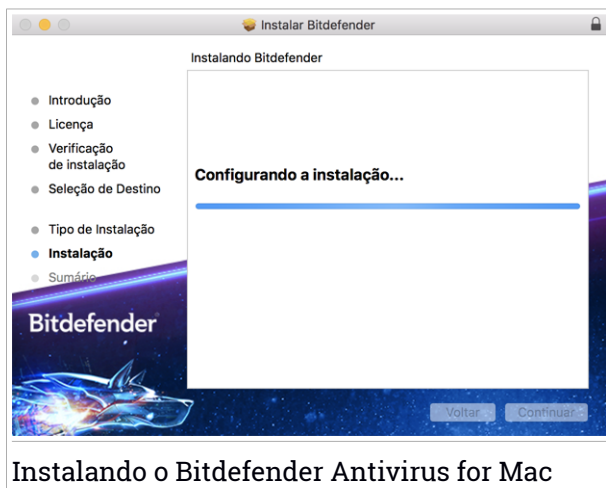 Instalar Bitdefender
Instalando Bitdefender
Introdução
Licença
Verificação
de instalação
Seleção de Destino
Tipo de Instalação
Instalação
Sumário
Configurando a instalação...
Bitdefender
Voltar
Continuar
Instalando o Bitdefender Antivirus for Mac